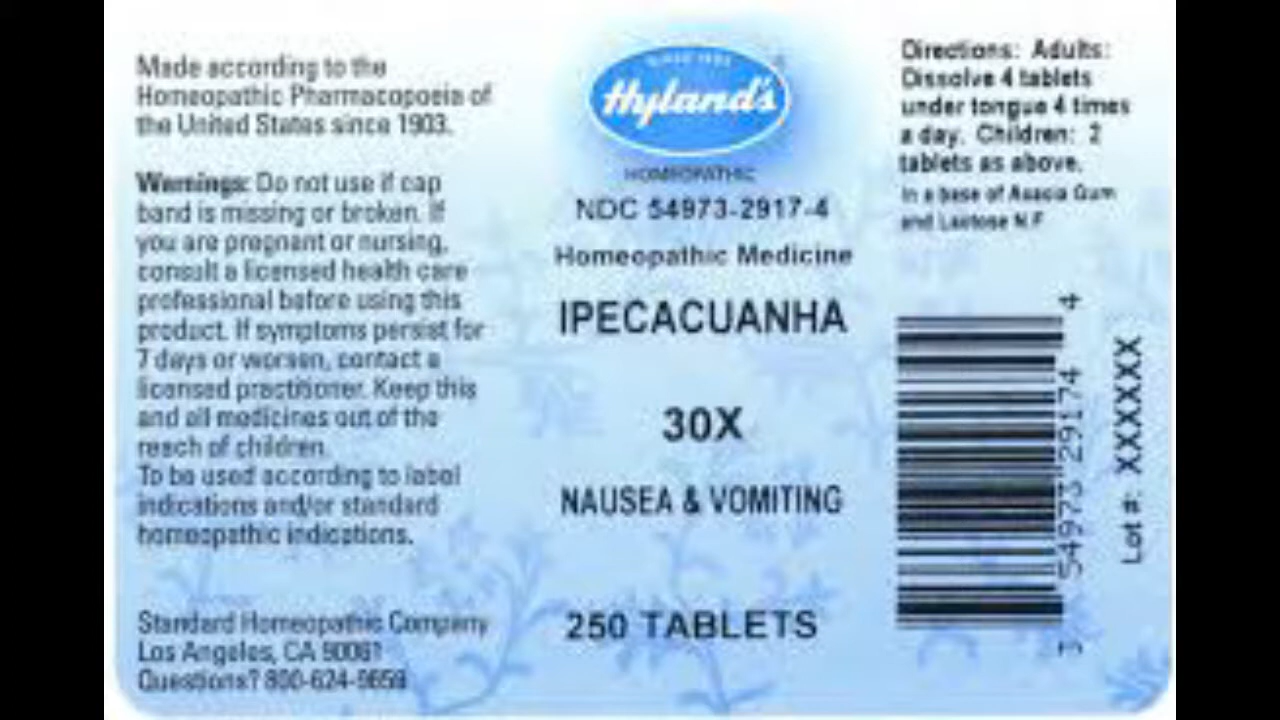 Made according to the
Homeopathic Pharmacopoeia of
the United States since 1903.
Warnings: Do not use if cap
band is missing or broken. If
you are pregnant or nursing,
consult a licensed health care
professional before using this
product. If symptoms persist for
7 days or worsen, contact a
licensed practitioner. Keep this
and all medicines out of the
reach of children.
To be used according to label
indications and/or standard
homeopathic indications.
Standard Homeopathic Company
Los Angeles, CA 90061
Questions? 800-624-9659
SINCE 1903
Hyland's
HOMEOPATHIC
NDC 54973-2917-4
Homeopathic Medicine
IPECACUANHA
30X
NAUSEA & VOMITING
250 TABLETS
Directions: Adults:
Dissolve 4 tablets
under tongue 4 times
a day. Children: 2
tablets as above.
In a base of Acacia Gum
and Lactose N.F.
3 54973 29174 4
Lot #: XXXXXX